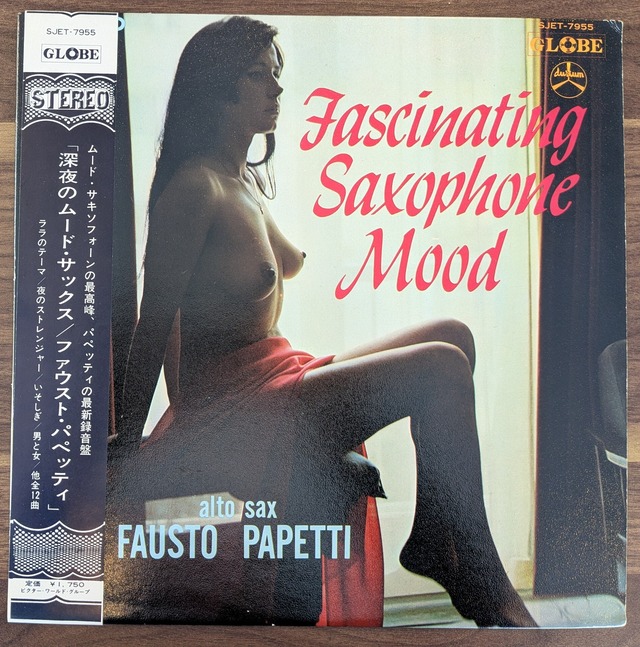 SJET-7955
GLOBE
STEREO
ムード・サキソフォーンの最高峰、パペッティの最新録音盤
「深夜のムード・サックス/ファウスト・パペッティ」
ララのテーマ/夜のストレンジャー/いそしぎ/男と女/他全12曲
定価 ¥1,750
ビクター・ワールド・グループ
SJET-7955
GLOBE
durium
Fascinating
Saxophone
Mood
alto sax
FAUSTO PAPETTI